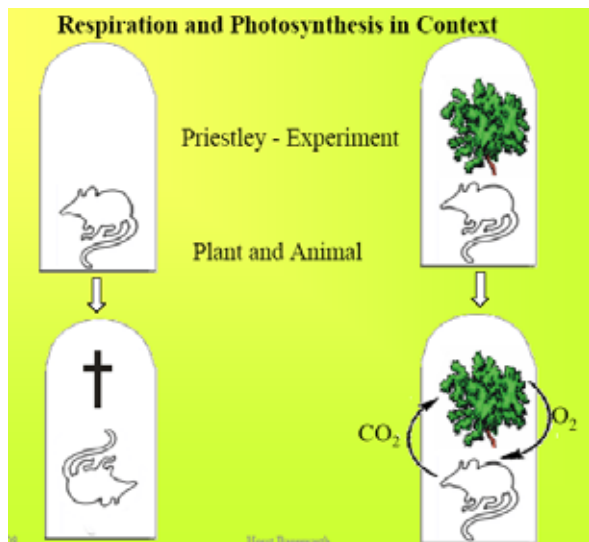 Respiration and Photosynthesis in Context
Priestley - Experiment
Plant and Animal
CO₂
O₂